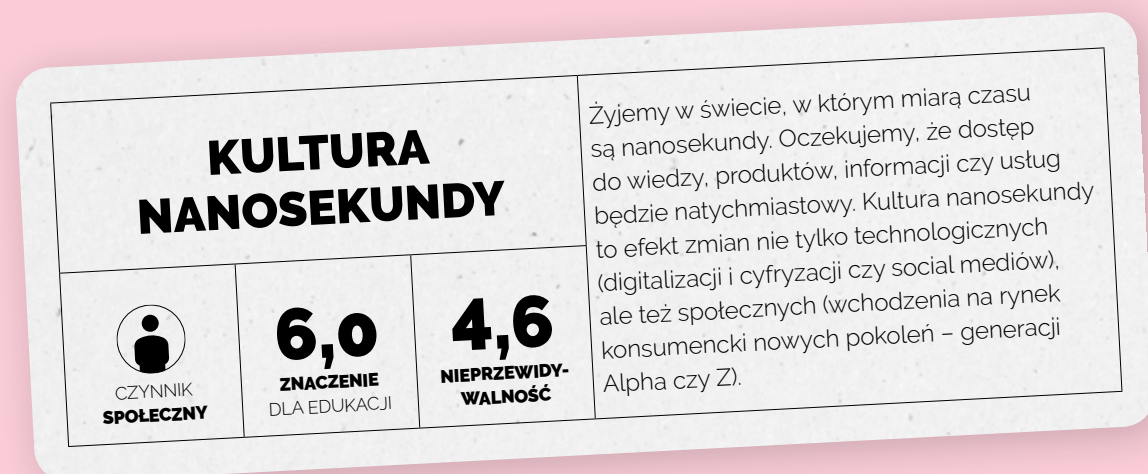 KULTURA
NANOSEKUNDY
CZYNNIK
SPOŁECZNY
6,0
ZNACZENIE
DLA EDUKACJI
4,6
NIEPRZEWIDY-
WALNOŚĆ
Żyjemy w świecie, w którym miarą czasu
są nanosekundy. Oczekujemy, że dostęp
do wiedzy, produktów, informacji czy usług
będzie natychmiastowy. Kultura nanosekundy
to efekt zmian nie tylko technologicznych
(digitalizacji i cyfryzacji czy social mediów),
ale też społecznych (wchodzenia na rynek
konsumencki nowych pokoleń – generacji
Alpha czy Z).